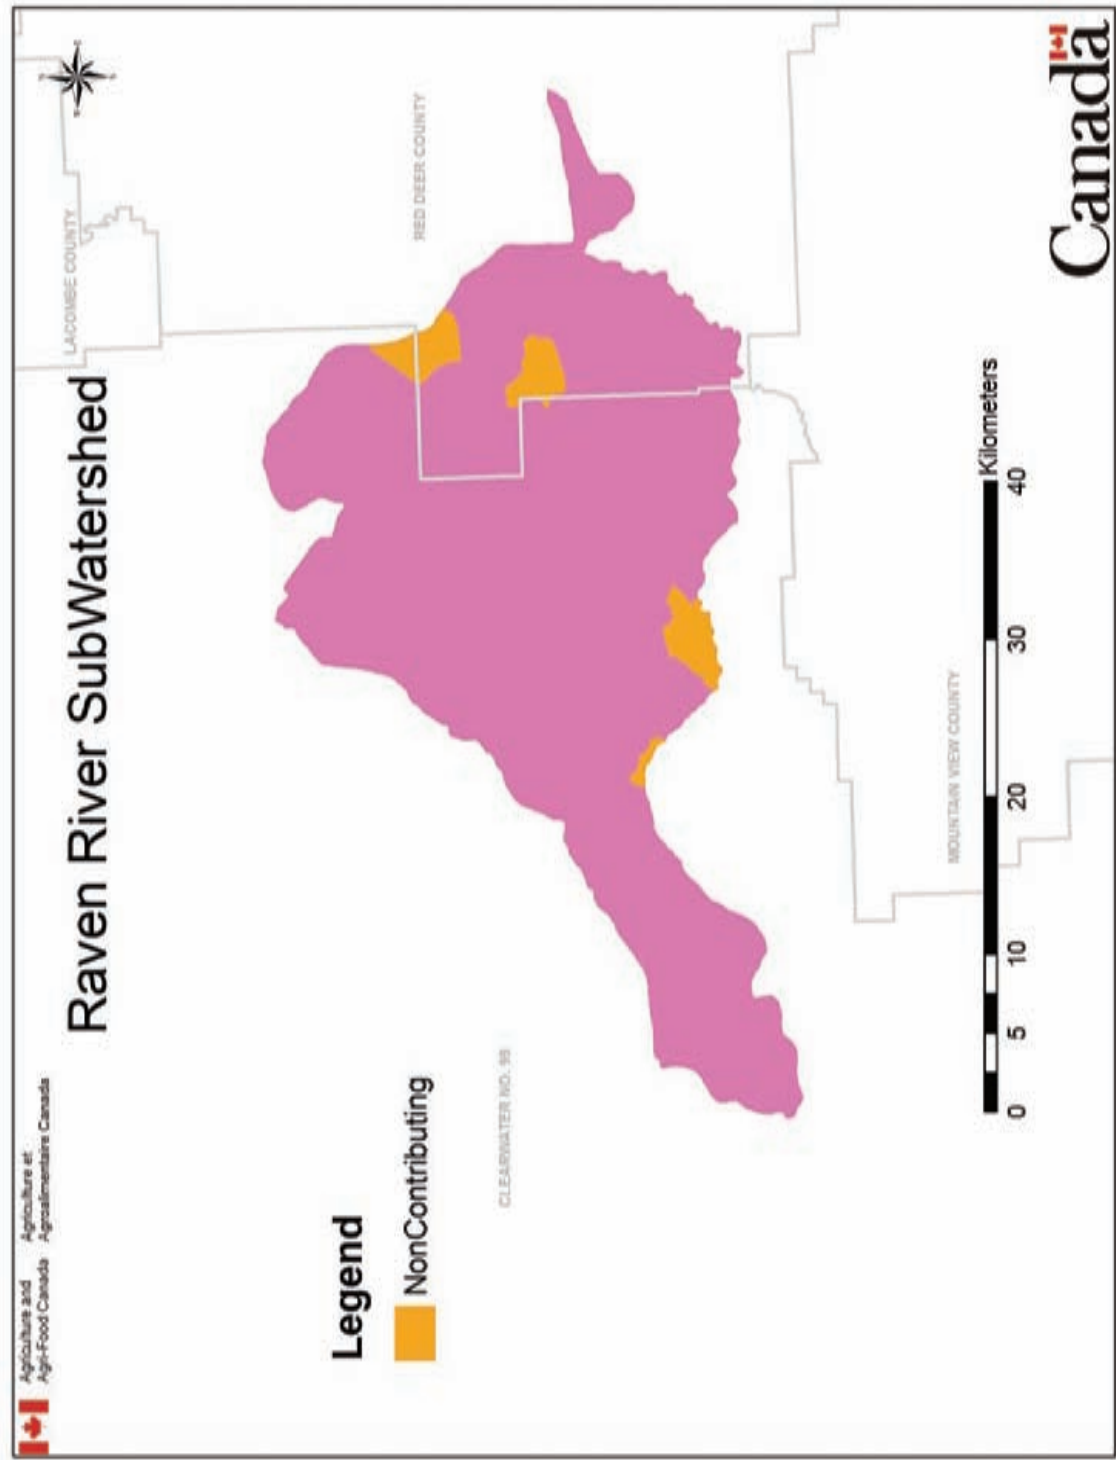 Agriculture and
Agri-Food Canada
Agriculture et
Agroalimentaire Canada
Raven River SubWatershed
LACOMBE COUNTY
RED DEER COUNTY
Legend
NonContributing
CLEARWATER NO. 99
MOUNTAIN VIEW COUNTY
0 5 10 20 30 40
Kilometers
Canada